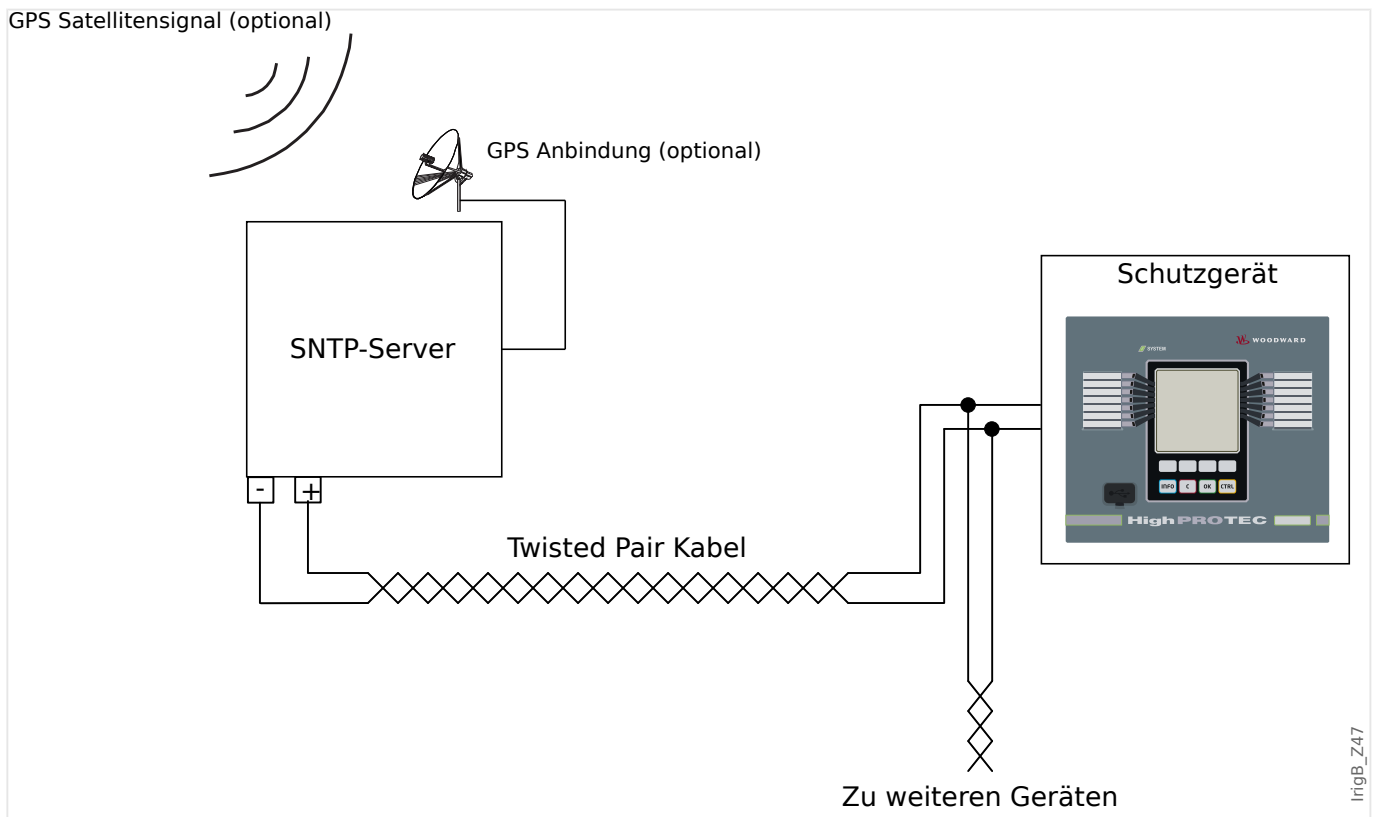 GPS Satellitensignal (optional)
GPS Anbindung (optional)
SNTP-Server
- +
Schutzgerät
WOODWARD
SYSTEM
INFO C OK CTRL
HighPROTEC
Twisted Pair Kabel
Zu weiteren Geräten
IrigB_Z47